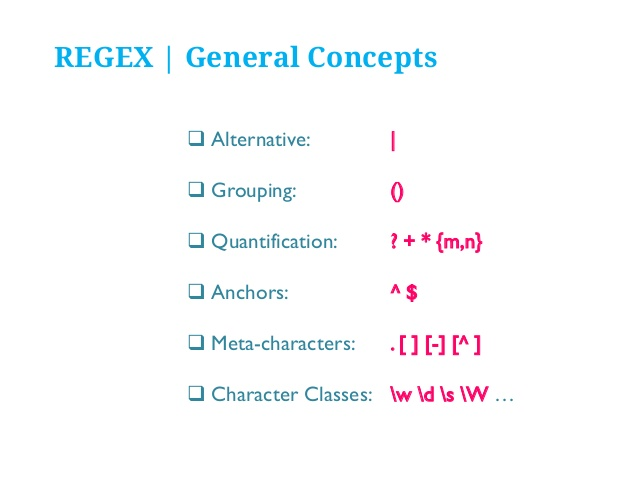 REGEX | General Concepts
❑ Alternative: |
❑ Grouping: ()
❑ Quantification: ? + * {m,n}
❑ Anchors: ^ $
❑ Meta-characters: . [ ] [-] [^ ]
❑ Character Classes: \w \d \s \W …